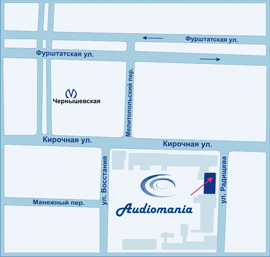 Фурштатская ул.
Фурштатская ул.
Мелитопольский пер.
Чернышевская
Кирочная ул.
Кирочная ул.
ул. Восстания
ул. Радищева
Манежный пер.
Audiomania